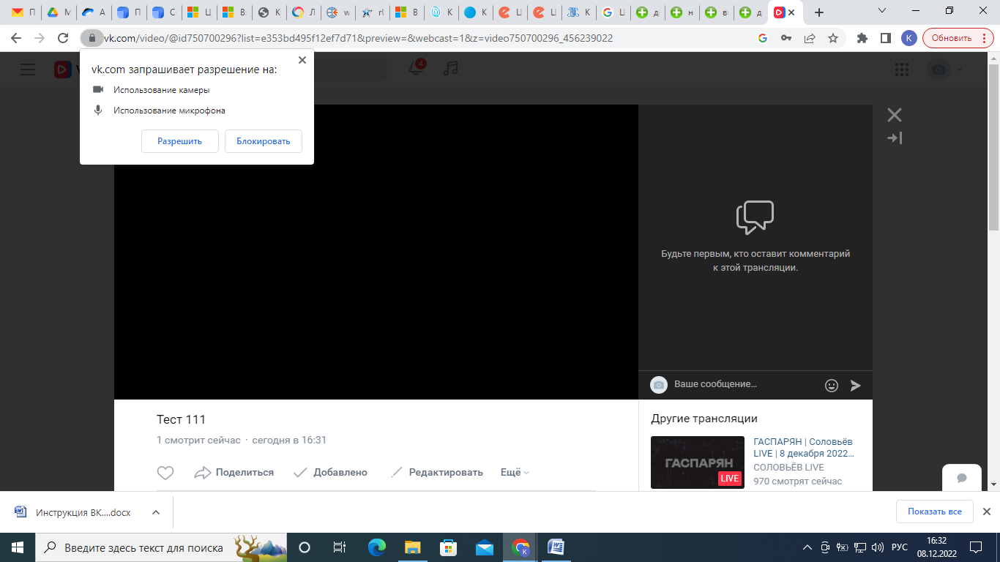 П
М
А
П
С
Ц
В
К
Л
w
rl
В
К
К
Ц
Ц
К
Ц
д
н
в
д
vk.com/video/@id750700296?list=e353bd495f12ef7d71&preview=&webcast=1&z=video750700296_456239022
К
Обновить
vk.com запрашивает разрешение на:
Использование камеры
Использование микрофона
Разрешить
Блокировать
4
Будьте первым, кто оставит комментарий
к этой трансляции.
Ваше сообщение...
Тест 111
1 смотрит сейчас · сегодня в 16:31
Поделиться
Добавлено
Редактировать
Ещё
Другие трансляции
ГАСПАРЯН
LIVE
ГАСПАРЯН | Соловьёв
LIVE | 8 декабря 2022...
СОЛОВЬЁВ LIVE
970 смотрят сейчас
Инструкция ВК....docx
Показать все
Введите здесь текст для поиска
РУС
16:32
08.12.2022